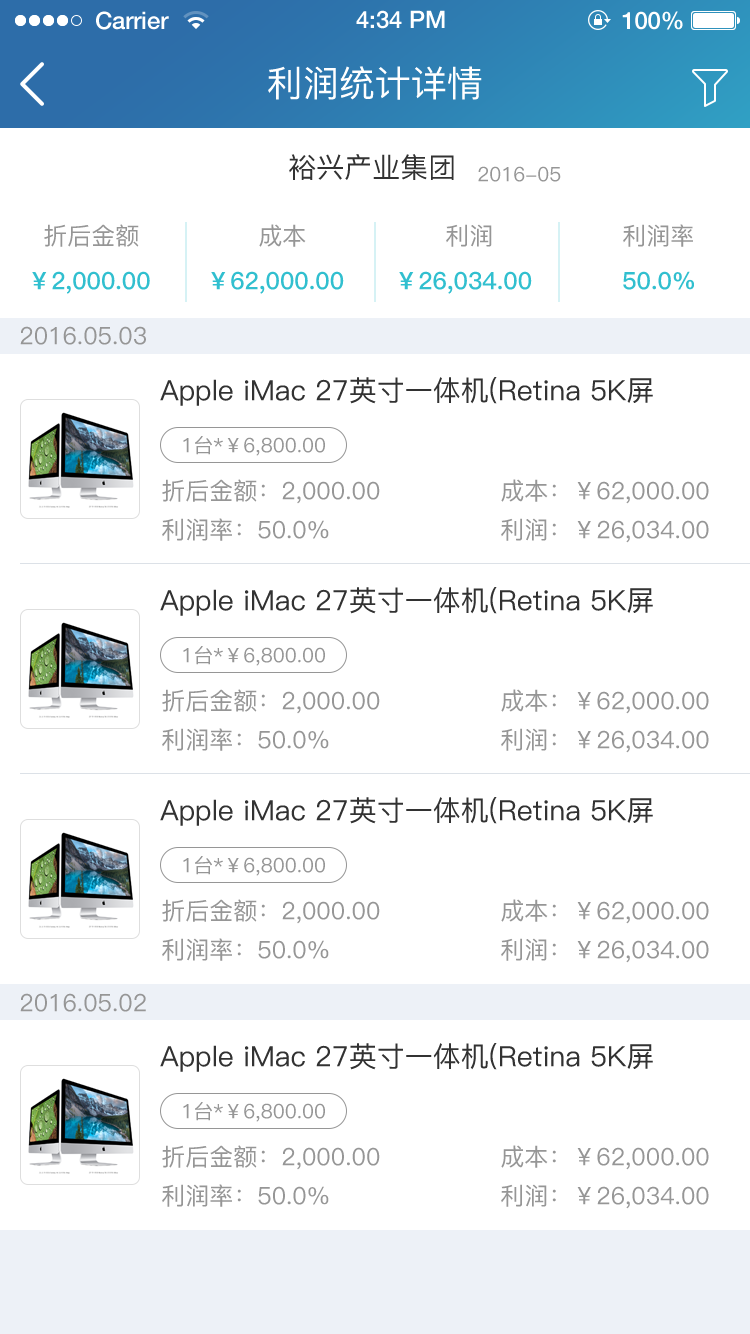 Carrier 4:34 PM 100%
利润统计详情
裕兴产业集团 2016-05
折后金额 成本 利润 利润率
¥2,000.00 ¥62,000.00 ¥26,034.00 50.0%
2016.05.03
Apple iMac 27英寸一体机(Retina 5K屏
1台*¥6,800.00
折后金额：2,000.00 成本：¥62,000.00
利润率：50.0% 利润：¥26,034.00
Apple iMac 27英寸一体机(Retina 5K屏
1台*¥6,800.00
折后金额：2,000.00 成本：¥62,000.00
利润率：50.0% 利润：¥26,034.00
Apple iMac 27英寸一体机(Retina 5K屏
1台*¥6,800.00
折后金额：2,000.00 成本：¥62,000.00
利润率：50.0% 利润：¥26,034.00
2016.05.02
Apple iMac 27英寸一体机(Retina 5K屏
1台*¥6,800.00
折后金额：2,000.00 成本：¥62,000.00
利润率：50.0% 利润：¥26,034.00